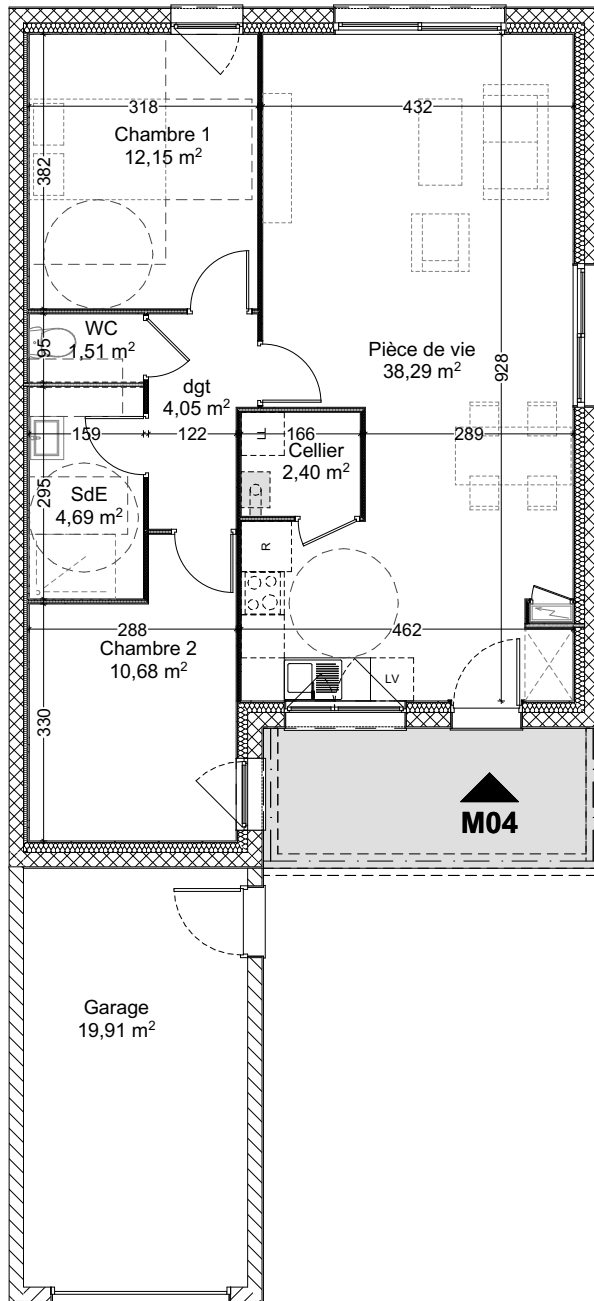 318
432
Chambre 1
12,15 m²
382
WC
1,51 m²
95
dgt
4,05 m²
Pièce de vie
38,29 m²
928
159
122
LL
166
289
Cellier
2,40 m²
295
SdE
4,69 m²
R
288
462
Chambre 2
10,68 m²
LV
330
M04
Garage
19,91 m²